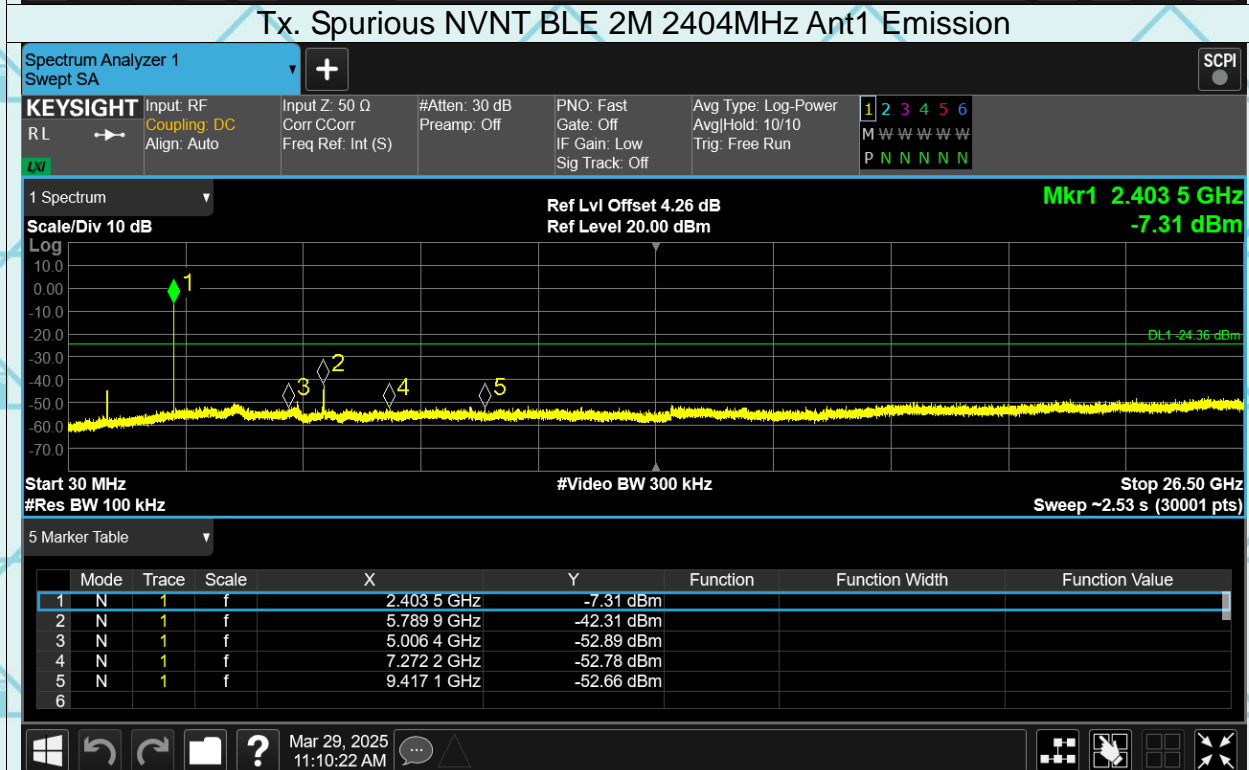 Tx. Spurious NVNT BLE 2M 2404MHz Ant1 Emission
Spectrum Analyzer 1
Swept SA
+
SCPI
KEYSIGHT
R L
LXI
Input: RF
Coupling: DC
Align: Auto
Input Z: 50 Ω
Corr CCorr
Freq Ref: Int (S)
#Atten: 30 dB
Preamp: Off
PNO: Fast
Gate: Off
IF Gain: Low
Sig Track: Off
Avg Type: Log-Power
Avg|Hold: 10/10
Trig: Free Run
1 2 3 4 5 6
M W W W W W W
P N N N N N
1 Spectrum
Scale/Div 10 dB
Ref Lvl Offset 4.26 dB
Ref Level 20.00 dBm
Mkr1 2.403 5 GHz
-7.31 dBm
Log
10.0
0.00
-10.0
-20.0
-30.0
-40.0
-50.0
-60.0
-70.0
1
2
3
4
5
DL1 -24.36 dBm
Start 30 MHz
#Res BW 100 kHz
#Video BW 300 kHz
Stop 26.50 GHz
Sweep ~2.53 s (30001 pts)
5 Marker Table
Mode Trace Scale X Y Function Function Width Function Value
1 N 1 f 2.403 5 GHz -7.31 dBm
2 N 1 f 5.789 9 GHz -42.31 dBm
3 N 1 f 5.006 4 GHz -52.89 dBm
4 N 1 f 7.272 2 GHz -52.78 dBm
5 N 1 f 9.417 1 GHz -52.66 dBm
6
?
Mar 29, 2025
11:10:22 AM